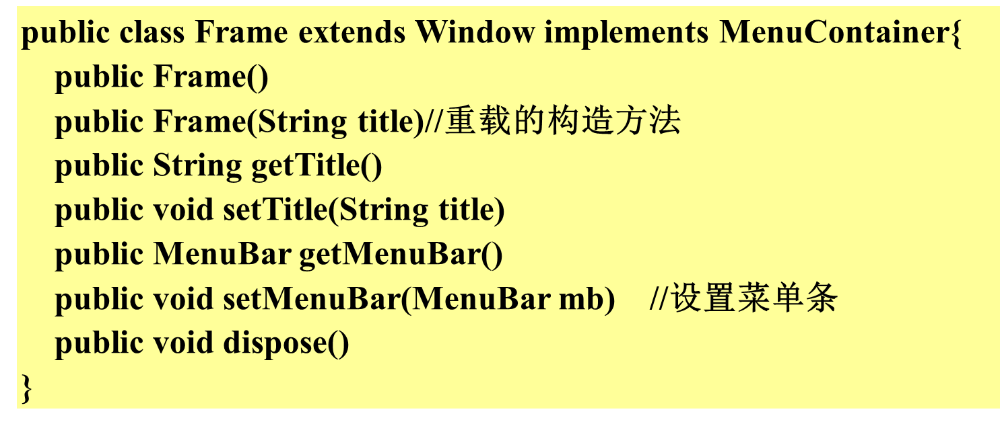 public class Frame extends Window implements MenuContainer{
public Frame()
public Frame(String title)//重载的构造方法
public String getTitle()
public void setTitle(String title)
public MenuBar getMenuBar()
public void setMenuBar(MenuBar mb) //设置菜单条
public void dispose()
}